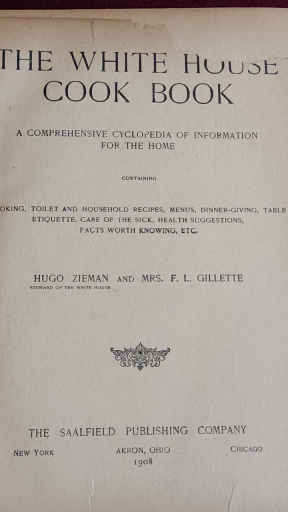 THE WHITE HOUSE
COOK BOOK
A COMPREHENSIVE CYCLOPEDIA OF INFORMATION
FOR THE HOME
CONTAINING
OKING, TOILET AND HOUSEHOLD RECIPES, MENUS, DINNER-GIVING, TABLE
ETIQUETTE, CARE OF THE SICK, HEALTH SUGGESTIONS,
FACTS WORTH KNOWING, ETC.
HUGO ZIEMAN AND MRS. F. L. GILLETTE
STEWARD OF THE WHITE HOUSE
THE SAALFIELD PUBLISHING COMPANY
NEW YORK AKRON, OHIO CHICAGO
1908